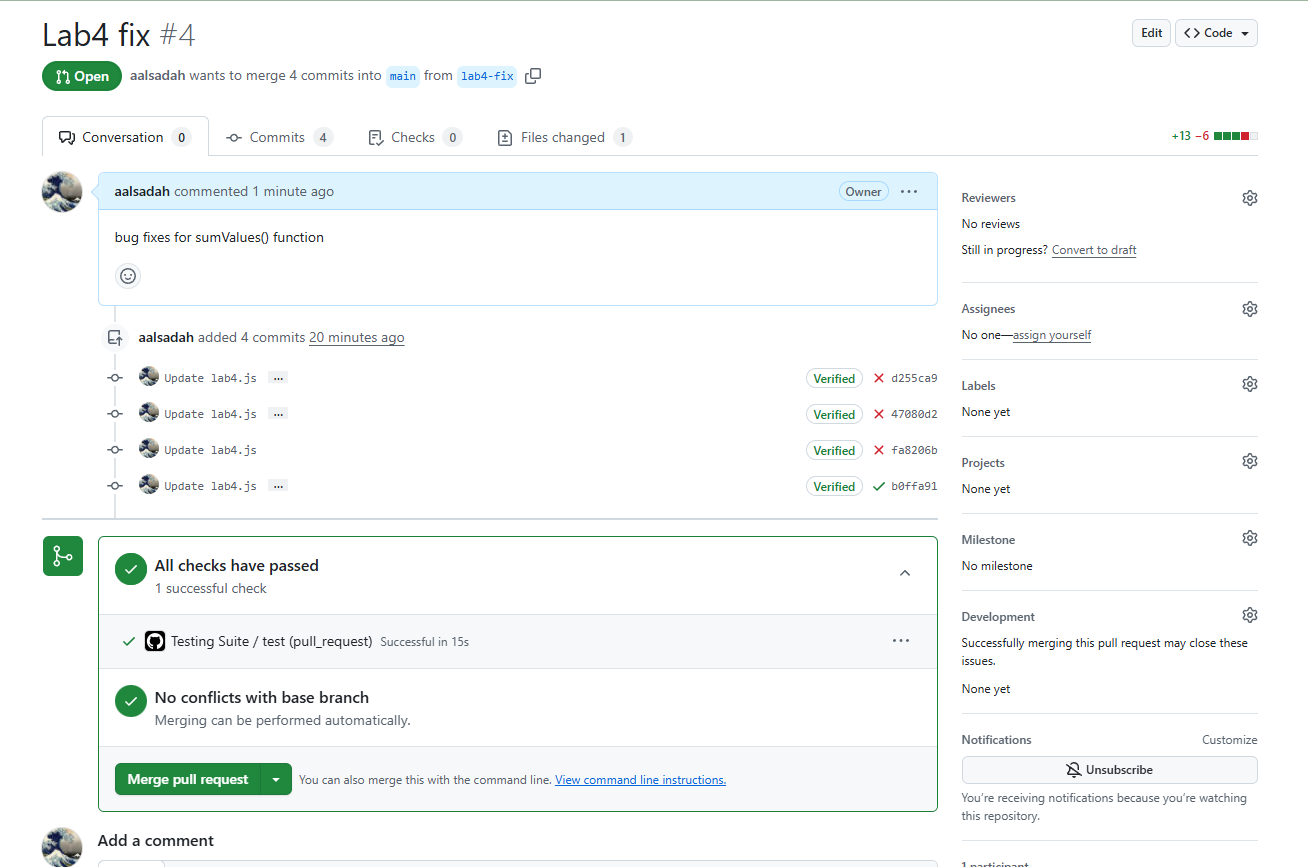 Lab4 fix #4
Edit
Code
Open
aalsadah wants to merge 4 commits into main from lab4-fix
Conversation 0
Commits 4
Checks 0
Files changed 1
+13 −6
aalsadah commented 1 minute ago
Owner
bug fixes for sumValues() function
aalsadah added 4 commits 20 minutes ago
Update lab4.js ...
Verified d255ca9
Update lab4.js ...
Verified 47080d2
Update lab4.js
Verified fa8206b
Update lab4.js ...
Verified b0ffa91
All checks have passed
1 successful check
Testing Suite / test (pull_request) Successful in 15s
No conflicts with base branch
Merging can be performed automatically.
Merge pull request
You can also merge this with the command line. View command line instructions.
Add a comment
Reviewers
No reviews
Still in progress? Convert to draft
Assignees
No one—assign yourself
Labels
None yet
Projects
None yet
Milestone
No milestone
Development
Successfully merging this pull request may close these
issues.
None yet
Notifications
Customize
Unsubscribe
You're receiving notifications because you're watching
this repository.
1 participant